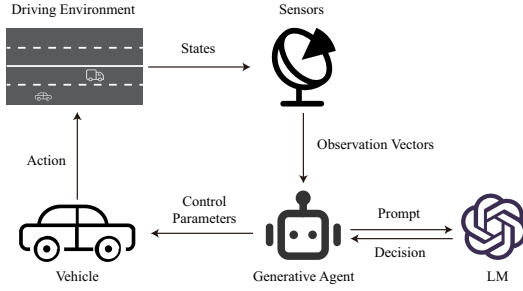 Driving Environment
Sensors
States
Observation Vectors
Action
Control
Parameters
Prompt
Decision
Vehicle
Generative Agent
LM